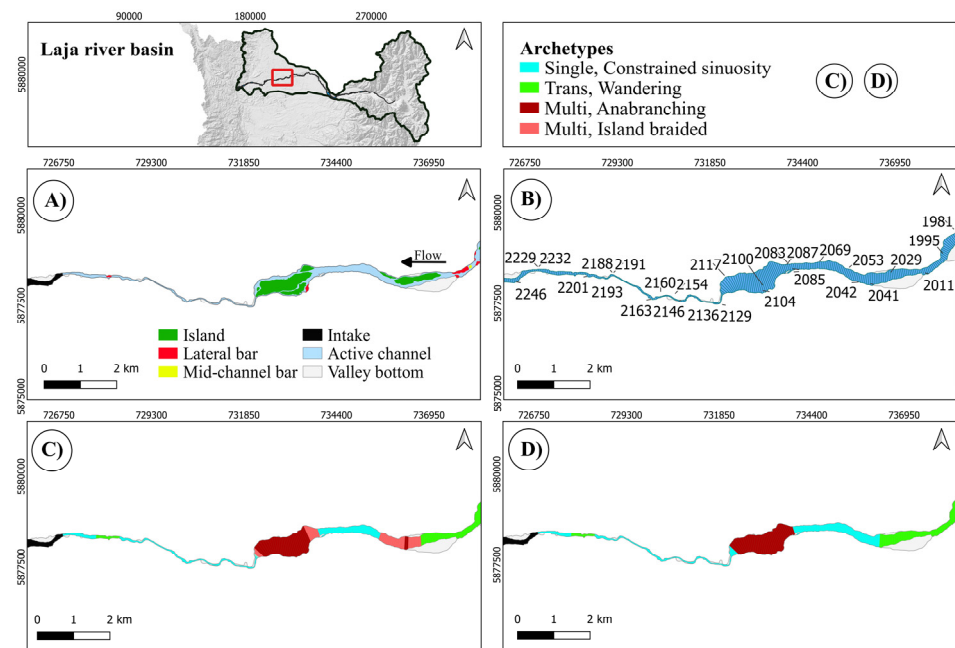 90000 180000 270000
Laja river basin
5880000
Archetypes
Single, Constrained sinuosity
Trans, Wandering
Multi, Anabranching
Multi, Island braided
C) D)
726750 729300 731850 734400 736950
726750 729300 731850 734400 736950
A)
5880000
5877500
Flow
Island
Lateral bar
Mid-channel bar
Intake
Active channel
Valley bottom
0 1 2 km
B)
5880000
5877500
5875000
1981
1995
2083 2087 2069
2229 2232 2188 2191 2117 2100 2053 2029
2085
2246 2201 2193 2160 2154 2104 2042 2041 2011
2163 2146 2136 2129
0 1 2 km
5875000
726750 729300 731850 734400 736950
726750 729300 731850 734400 736950
C)
5880000
5877500
0 1 2 km
D)
5880000
5877500
0 1 2 km